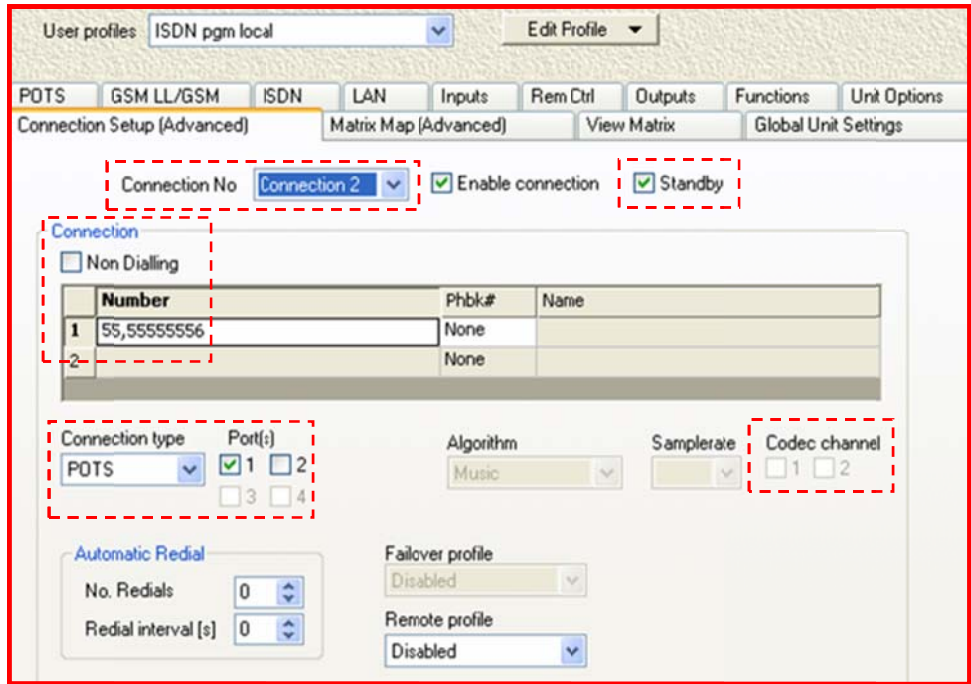 User profiles ISDN pgm local Edit Profile
POTS GSM LL/GSM ISDN LAN Inputs Rem Ctrl Outputs Functions Unit Options
Connection Setup (Advanced) Matrix Map (Advanced) View Matrix Global Unit Settings
Connection No Connection 2 Enable connection Standby
Connection
Non Dialling
Number Phbk# Name
1 55,55555556 None
2 None
Connection type Port(s) Algorithm Samplerate Codec channel
POTS 1 2 Music 1 2
3 4
Automatic Redial Failover profile
No. Redials 0 Disabled
Redial interval [s] 0 Remote profile
Disabled